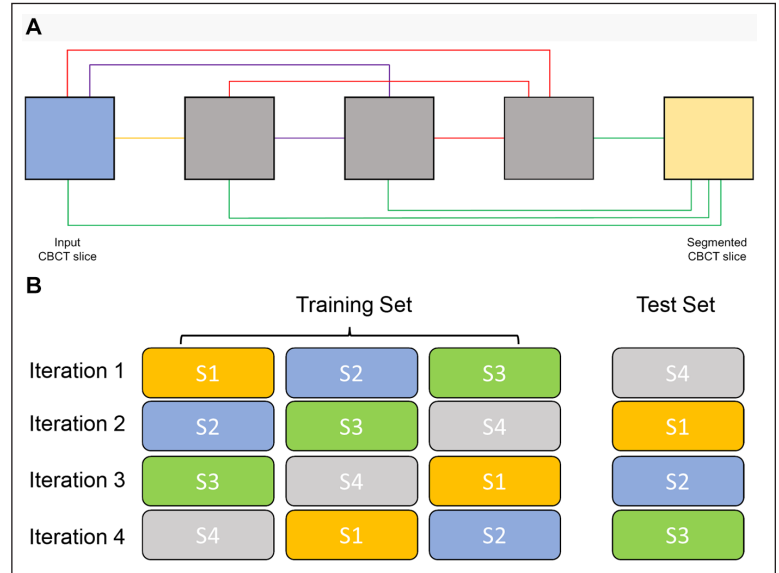 A
Input
CBCT slice
Segmented
CBCT slice
B
Training Set
Test Set
Iteration 1 S1 S2 S3 S4
Iteration 2 S2 S3 S4 S1
Iteration 3 S3 S4 S1 S2
Iteration 4 S4 S1 S2 S3